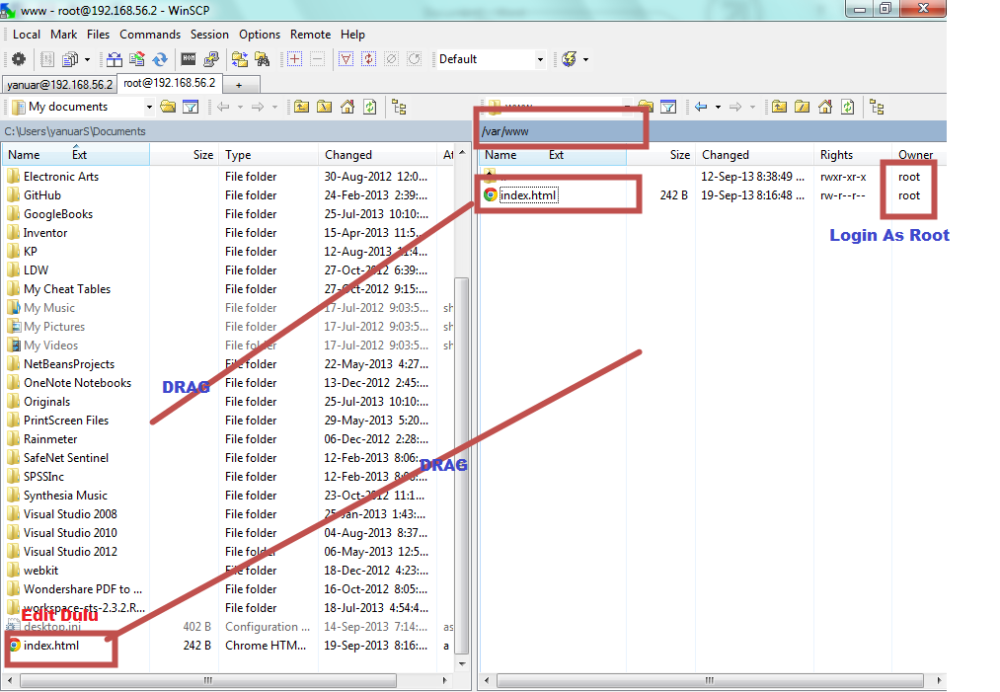 www - root@192.168.56.2 - WinSCP
Local Mark Files Commands Session Options Remote Help
Default
yanuar@192.168.56.2 root@192.168.56.2 +
My documents
C:\Users\yanuarS\Documents
Name Ext Size Type Changed
Electronic Arts File folder 30-Aug-2012 12:0...
GitHub File folder 24-Feb-2013 2:39:...
GoogleBooks File folder 25-Jul-2013 10:10:...
Inventor File folder 15-Apr-2013 11:5...
KP File folder 12-Aug-2013 11:4...
LDW File folder 27-Oct-2012 6:39:...
My Cheat Tables File folder 27-Oct-2012 9:15:...
My Music File folder 17-Jul-2012 9:03:5... sh
My Pictures File folder 17-Jul-2012 9:03:5... sh
My Videos File folder 17-Jul-2012 9:03:5... sh
NetBeansProjects File folder 22-May-2013 4:27...
OneNote Notebooks File folder 13-Dec-2012 2:45:...
DRAG
Originals File folder 25-Jul-2013 10:10:...
PrintScreen Files File folder 29-May-2013 5:20...
Rainmeter File folder 06-Dec-2012 2:28:...
SafeNet Sentinel File folder 12-Feb-2013 8:06:...
DRAG
SPSSInc File folder 12-Feb-2013 8:06:...
Synthesia Music File folder 23-Oct-2012 11:1...
Visual Studio 2008 File folder 25-Jan-2013 1:43:...
Visual Studio 2010 File folder 04-Aug-2013 8:37...
Visual Studio 2012 File folder 06-May-2013 12:5...
webkit File folder 18-Dec-2012 4:23:...
Wondershare PDF to ... File folder 16-Oct-2012 8:05:...
workspace-sts-2.3.2.R... File folder 18-Jul-2013 4:54:4...
Edit Dulu
desktop.ini 402 B Configuration ... 14-Sep-2013 7:14:... as
index.html 242 B Chrome HTM... 19-Sep-2013 8:16:... a
/var/www
Name Ext Size Changed Rights Owner
12-Sep-13 8:38:49 ... rwxr-xr-x root
index.html 242 B 19-Sep-13 8:16:48 ... rw-r--r-- root
Login As Root